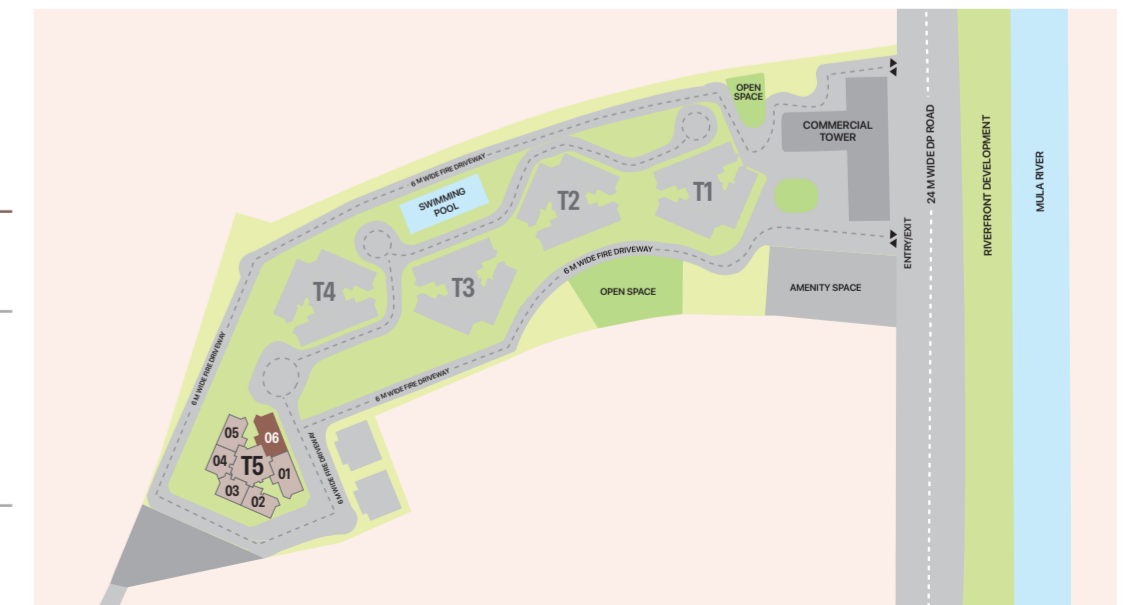 OPEN
SPACE
COMMERCIAL
TOWER
24 M WIDE DP ROAD
RIVERFRONT DEVELOPMENT
MULA RIVER
6 M WIDE FIRE DRIVEWAY
SWIMMING
POOL
T2
T1
ENTRY/EXIT
6 M WIDE FIRE DRIVEWAY
T4
T3
OPEN SPACE
AMENITY SPACE
6 M WIDE FIRE DRIVEWAY
6 M WIDE FIRE DRIVEWAY
6 M WIDE FIRE DRIVEWAY
05
06
04
T5
01
03
02